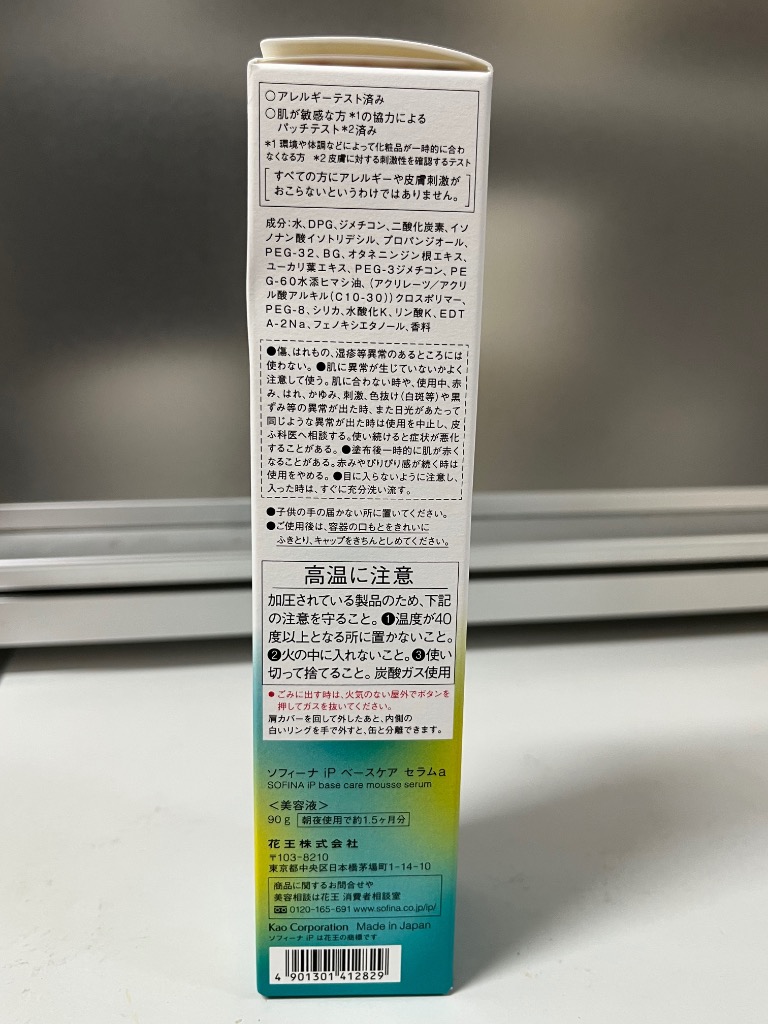 ○アレルギーテスト済み
○肌が敏感な方*1の協力による
パッチテスト*2済み
*1 環境や体調などによって化粧品が一時的に合わ
なくなる方 *2 皮膚に対する刺激性を確認するテスト
すべての方にアレルギーや皮膚刺激が
おこらないというわけではありません。
成分:水、DPG、ジメチコン、二酸化炭素、イソ
ノナン酸イソトリデシル、プロパンジオール、
PEG-32、BG、オタネニンジン根エキス、
ユーカリ葉エキス、PEG-3ジメチコン、PE
G-60水添ヒマシ油、(アクリレーツ/アクリ
ル酸アルキル(C10-30))クロスポリマー、
PEG-8、シリカ、水酸化K、リン酸K、EDT
A-2Na、フェノキシエタノール、香料
●傷、はれもの、湿疹等異常のあるところには
使わない。●肌に異常が生じていないかよく
注意して使う。肌に合わない時や、使用中、赤
み、はれ、かゆみ、刺激、色抜け(白斑等)や黒
ずみ等の異常が出た時、また日光があたって
同じような異常が出た時は使用を中止し、皮
ふ科医へ相談する。使い続けると症状が悪化
することがある。●塗布後一時的に肌が赤く
なることがある。赤みやぴりぴり感が続く時は
使用をやめる。●目に入らないように注意し、
入った時は、すぐに充分洗い流す。
●子供の手の届かない所に置いてください。
●ご使用後は、容器の口もとをきれいに
ふきとり、キャップをきちんとしめてください。
高温に注意
加圧されている製品のため、下記
の注意を守ること。❶温度が40
度以上となる所に置かないこと。
❷火の中に入れないこと。❸使い
切って捨てること。炭酸ガス使用
●ごみに出す時は、火気のない屋外でボタンを
押してガスを抜いてください。
肩カバーを回して外したあと、内側の
白いリングを手で外すと、缶と分離できます。
ソフィーナ iP ベースケア セラムa
SOFINA iP base care mousse serum
<美容液>
90g 朝夜使用で約1.5ヶ月分
花王株式会社
〒103-8210
東京都中央区日本橋茅場町1-14-10
商品に関するお問合せや
美容相談は花王 消費者相談室
0120-165-691 www.sofina.co.jp/ip/
Kao Corporation Made in Japan
ソフィーナ iP は花王の商標です
4 901301 412829